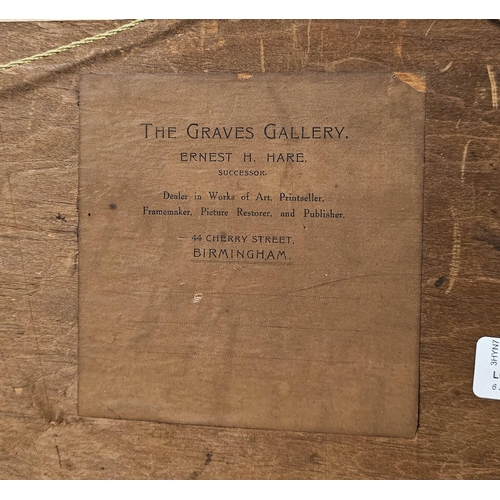 THE GRAVES GALLERY.
ERNEST H. HARE.
SUCCESSOR.
Dealer in Works of Art, Printseller,
Framemaker, Picture Restorer, and Publisher.
44 CHERRY STREET,
BIRMINGHAM.
3HYN7